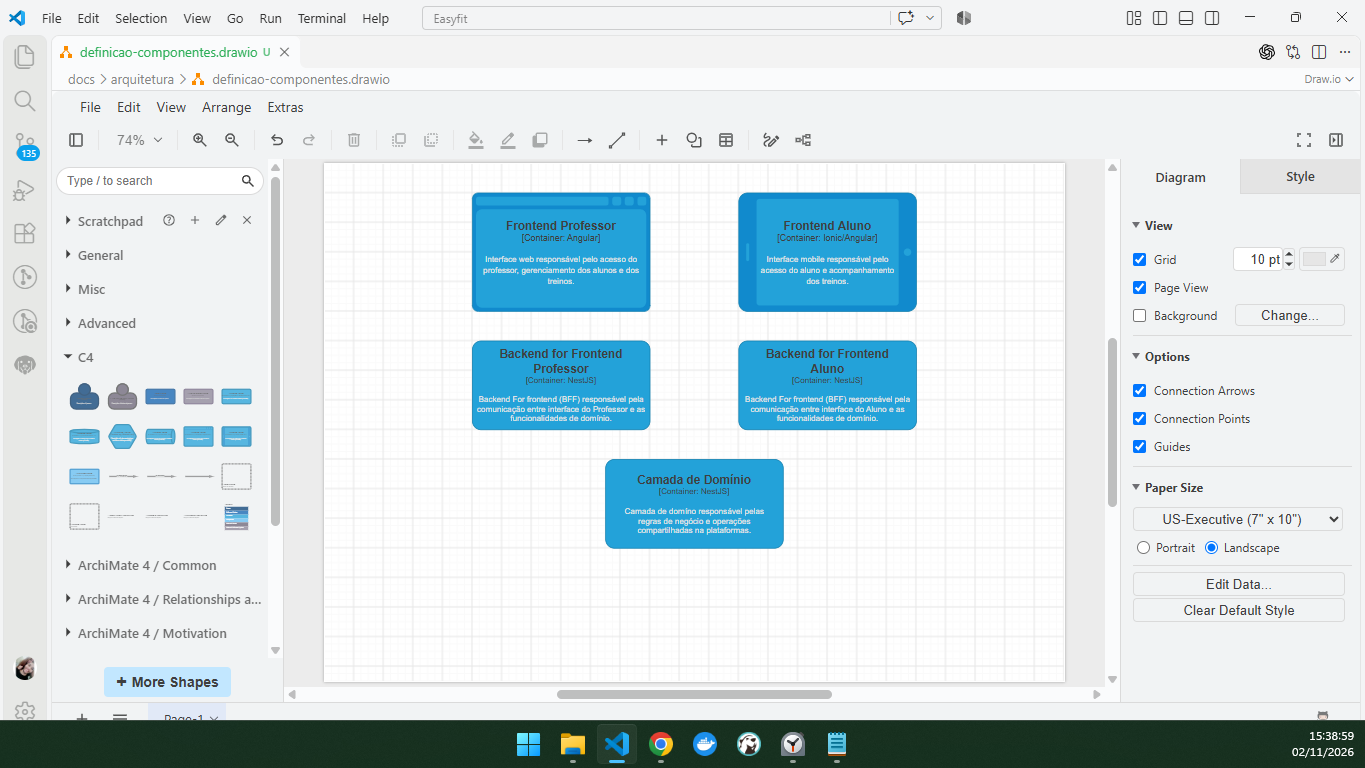 File Edit Selection View Go Run Terminal Help
Easyfit
definicao-componentes.drawio U
docs > arquitetura > definicao-componentes.drawio
Draw.io
File Edit View Arrange Extras
74%
135
Type / to search
Scratchpad
General
Misc
Advanced
C4
ArchiMate 4 / Common
ArchiMate 4 / Relationships a...
ArchiMate 4 / Motivation
+ More Shapes
Page-1
Frontend Professor
[Container: Angular]
Interface web responsável pelo acesso do
professor, gerenciamento dos alunos e dos
treinos.
Frontend Aluno
[Container: Ionic/Angular]
Interface mobile responsável pelo
acesso do aluno e acompanhamento
dos treinos.
Backend for Frontend
Professor
[Container: NestJS]
Backend For frontend (BFF) responsável pela
comunicação entre interface do Professor e as
funcionalidades de domínio.
Backend for Frontend
Aluno
[Container: NestJS]
Backend For frontend (BFF) responsável pela
comunicação entre interface do Aluno e as
funcionalidades de domínio.
Camada de Domínio
[Container: NestJS]
Camada de domíno responsável pelas
regras de negócio e operações
compartilhadas na plataformas.
Diagram
Style
View
Grid
10 pt
Page View
Background
Change...
Options
Connection Arrows
Connection Points
Guides
Paper Size
US-Executive (7" x 10")
Portrait
Landscape
Edit Data...
Clear Default Style
15:38:59
02/11/2026